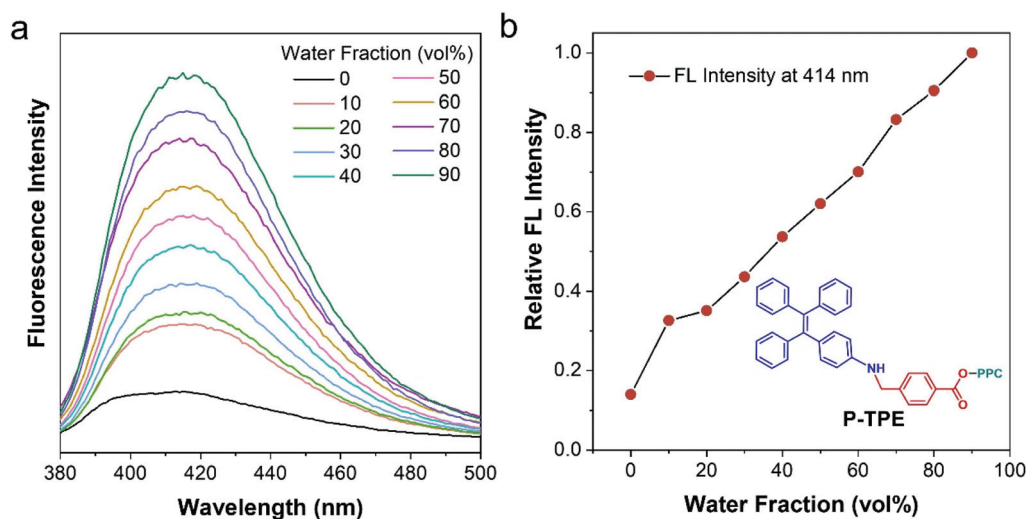 a
Water Fraction (vol%)
0 50
10 60
20 70
30 80
40 90
Fluorescence Intensity
380 400 420 440 460 480 500
Wavelength (nm)
b
1.0
0.8
0.6
0.4
0.2
0.0
Relative FL Intensity
FL Intensity at 414 nm
NH
O
O-PPC
P-TPE
0 20 40 60 80 100
Water Fraction (vol%)